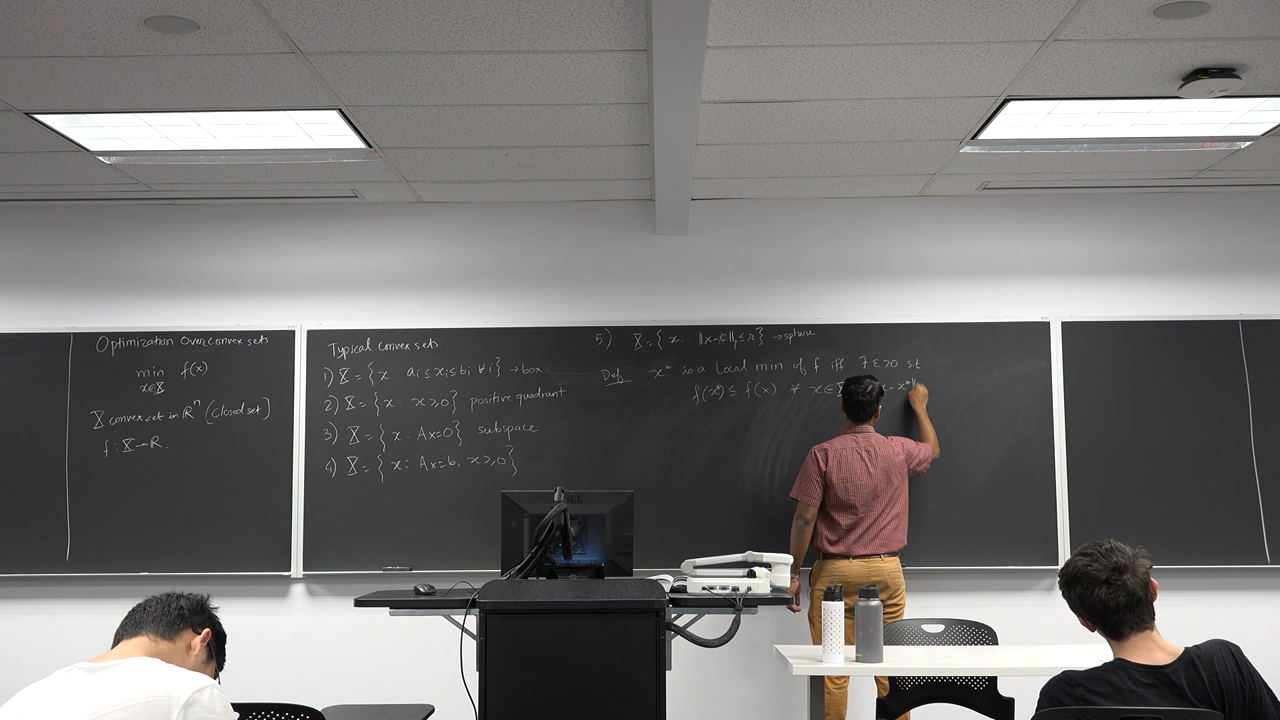 Optimization Over Convex sets
min f(x)
x∈X
X convex set in ℝⁿ (closed set)
f: X→ℝ.
Typical convex sets
1) X = {x: aᵢ ≤ xᵢ ≤ bᵢ ∀i} → box
2) X = {x: x ≥ 0} positive quadrant
3) X = {x: Ax=0} subspace
4) X = {x: Ax=b, x ≥ 0}
5) X = {x: ||x-c||ₚ ≤ r} → sphere
Def: x* is a local min of f iff ∃ ε>0 st
f(x*) ≤ f(x) ∀ x∈X x-x*||
DELL